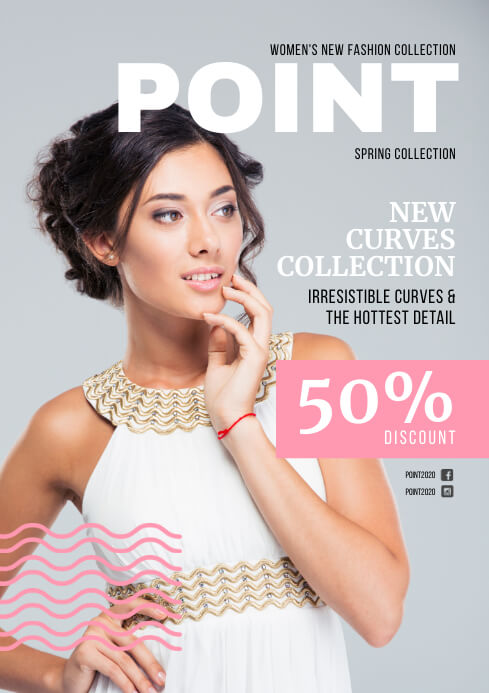 WOMEN'S NEW FASHION COLLECTION
POINT
SPRING COLLECTION
NEW
CURVES
COLLECTION
IRRESISTIBLE CURVES &
THE HOTTEST DETAIL
50%
DISCOUNT
POINT2020
POINT2020